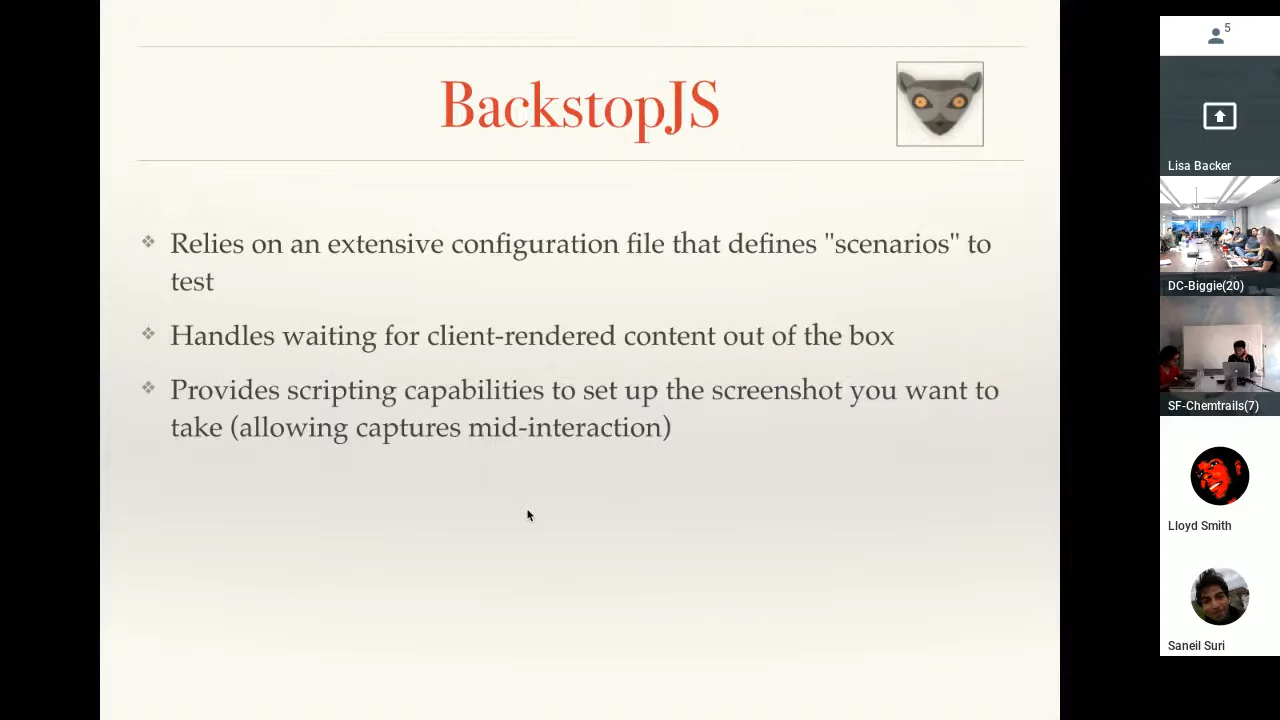 BackstopJS
Relies on an extensive configuration file that defines "scenarios" to
test
Handles waiting for client-rendered content out of the box
Provides scripting capabilities to set up the screenshot you want to
take (allowing captures mid-interaction)
5
Lisa Backer
DC-Biggie(20)
SF-Chemtrails(7)
Lloyd Smith
Saneil Suri